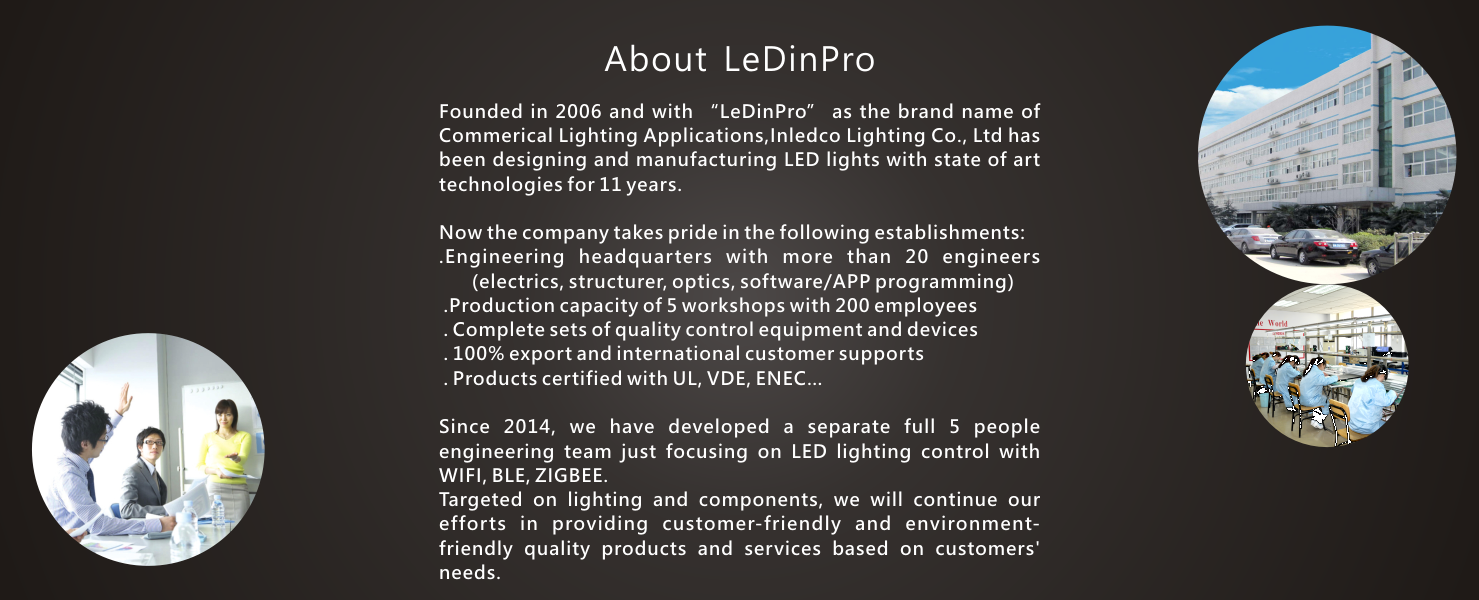 About LeDinPro
Founded in 2006 and with “LeDinPro” as the brand name of
Commerical Lighting Applications,Inledco Lighting Co., Ltd has
been designing and manufacturing LED lights with state of art
technologies for 11 years.
Now the company takes pride in the following establishments:
.Engineering headquarters with more than 20 engineers
(electrics, structurer, optics, software/APP programming)
.Production capacity of 5 workshops with 200 employees
. Complete sets of quality control equipment and devices
. 100% export and international customer supports
. Products certified with UL, VDE, ENEC...
Since 2014, we have developed a separate full 5 people
engineering team just focusing on LED lighting control with
WIFI, BLE, ZIGBEE.
Targeted on lighting and components, we will continue our
efforts in providing customer-friendly and environment-
friendly quality products and services based on customers'
needs.
World